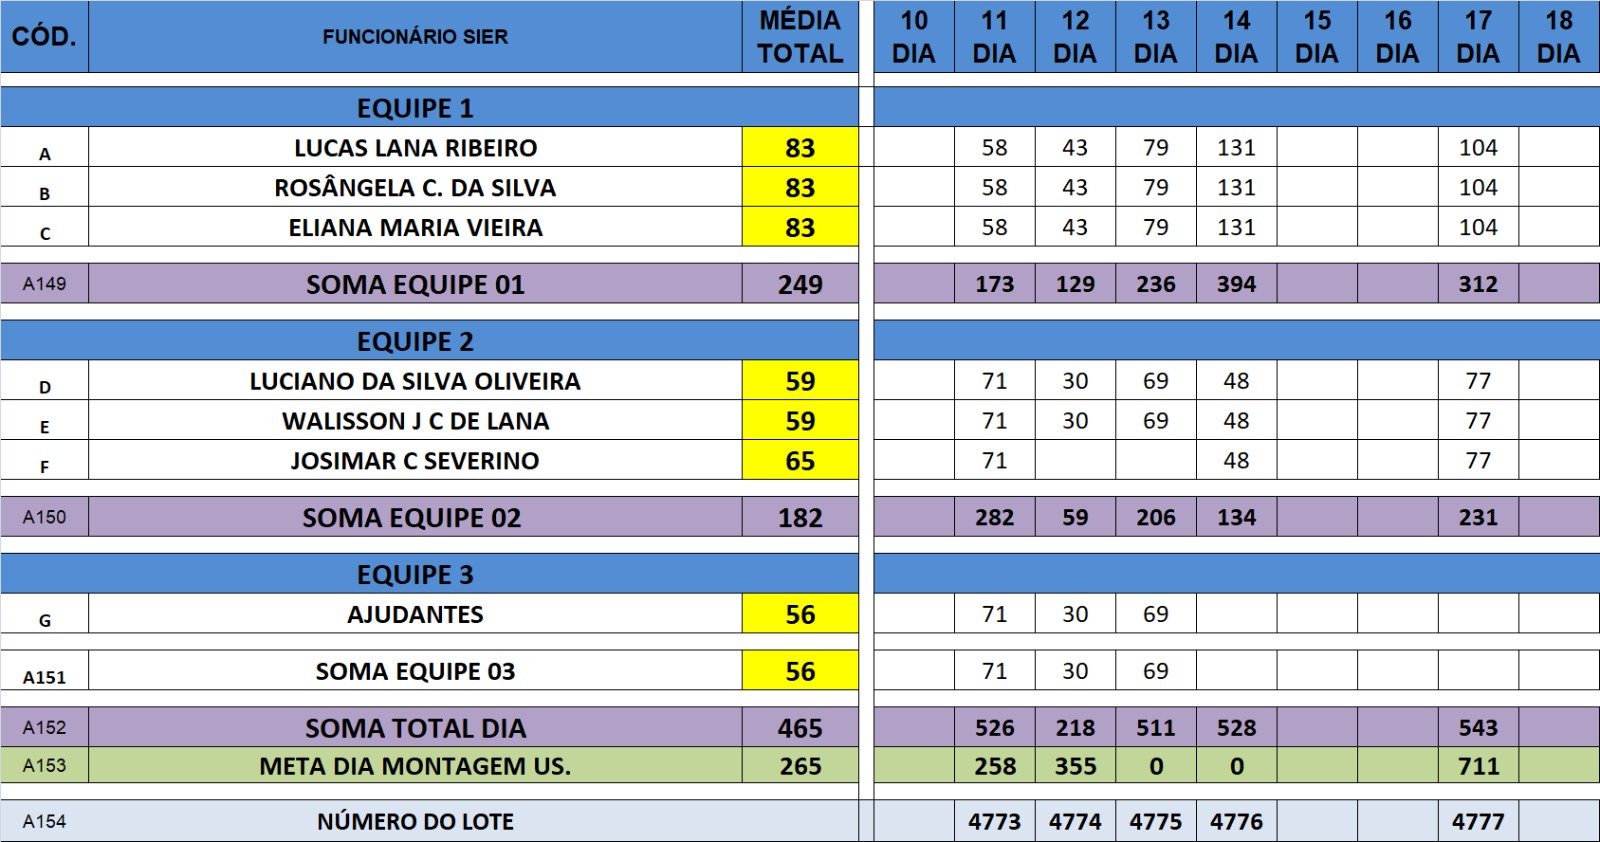 CÓD. FUNCIONÁRIO SIER MÉDIA TOTAL 10 DIA 11 DIA 12 DIA 13 DIA 14 DIA 15 DIA 16 DIA 17 DIA 18 DIA
EQUIPE 1
A LUCAS LANA RIBEIRO 83 58 43 79 131 104
B ROSÂNGELA C. DA SILVA 83 58 43 79 131 104
C ELIANA MARIA VIEIRA 83 58 43 79 131 104
A149 SOMA EQUIPE 01 249 173 129 236 394 312
EQUIPE 2
D LUCIANO DA SILVA OLIVEIRA 59 71 30 69 48 77
E WALISSON J C DE LANA 59 71 30 69 48 77
F JOSIMAR C SEVERINO 65 71 48 77
A150 SOMA EQUIPE 02 182 282 59 206 134 231
EQUIPE 3
G AJUDANTES 56 71 30 69
A151 SOMA EQUIPE 03 56 71 30 69
A152 SOMA TOTAL DIA 465 526 218 511 528 543
A153 META DIA MONTAGEM US. 265 258 355 0 0 711
A154 NÚMERO DO LOTE 4773 4774 4775 4776 4777